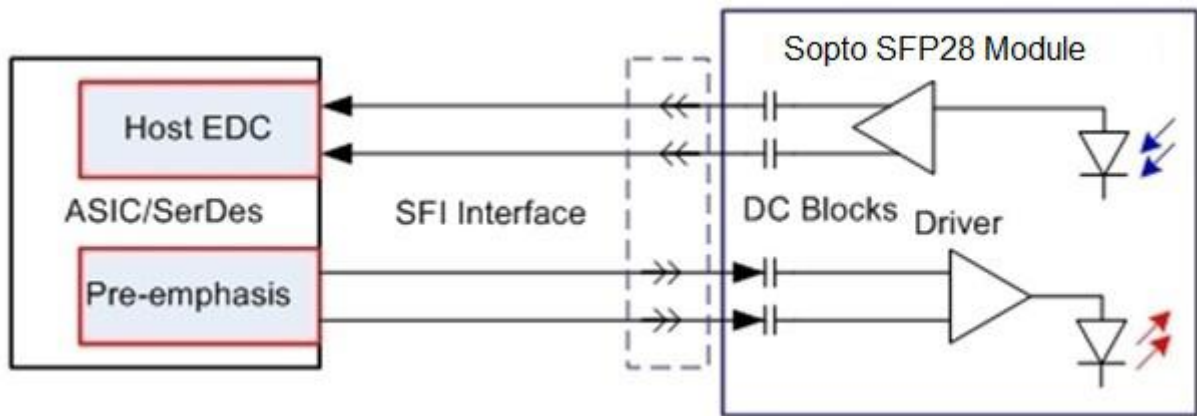 Sopto SFP28 Module
Host EDC
ASIC/SerDes
SFI Interface
DC Blocks
Driver
Pre-emphasis